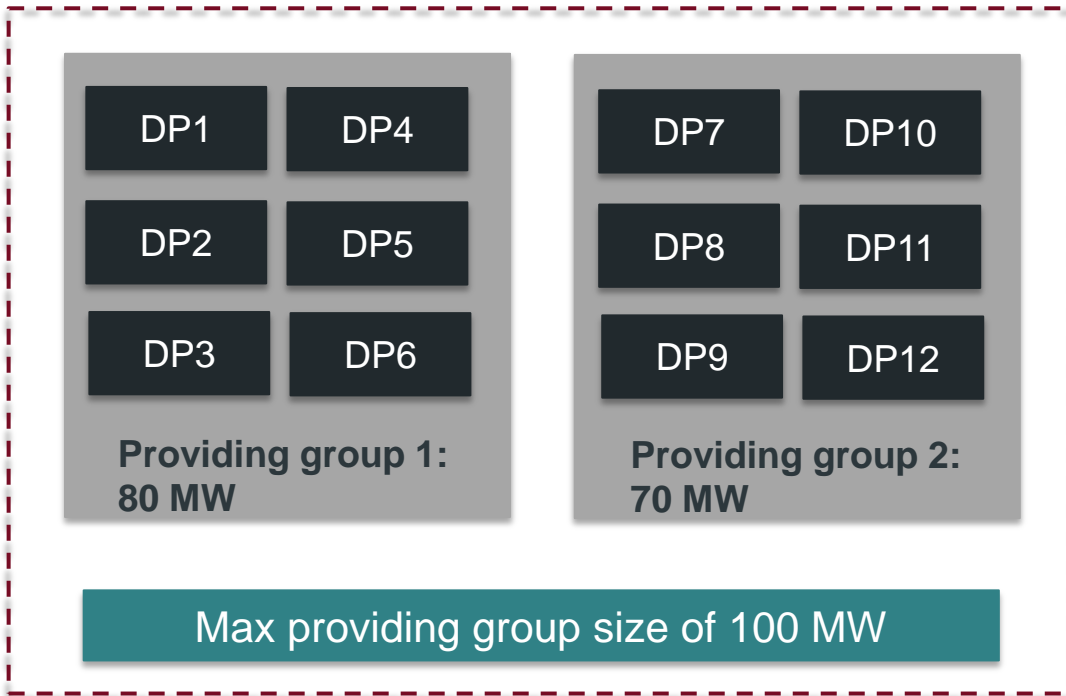 DP1
DP4
DP2
DP5
DP3
DP6
Providing group 1:
80 MW
DP7
DP10
DP8
DP11
DP9
DP12
Providing group 2:
70 MW
Max providing group size of 100 MW